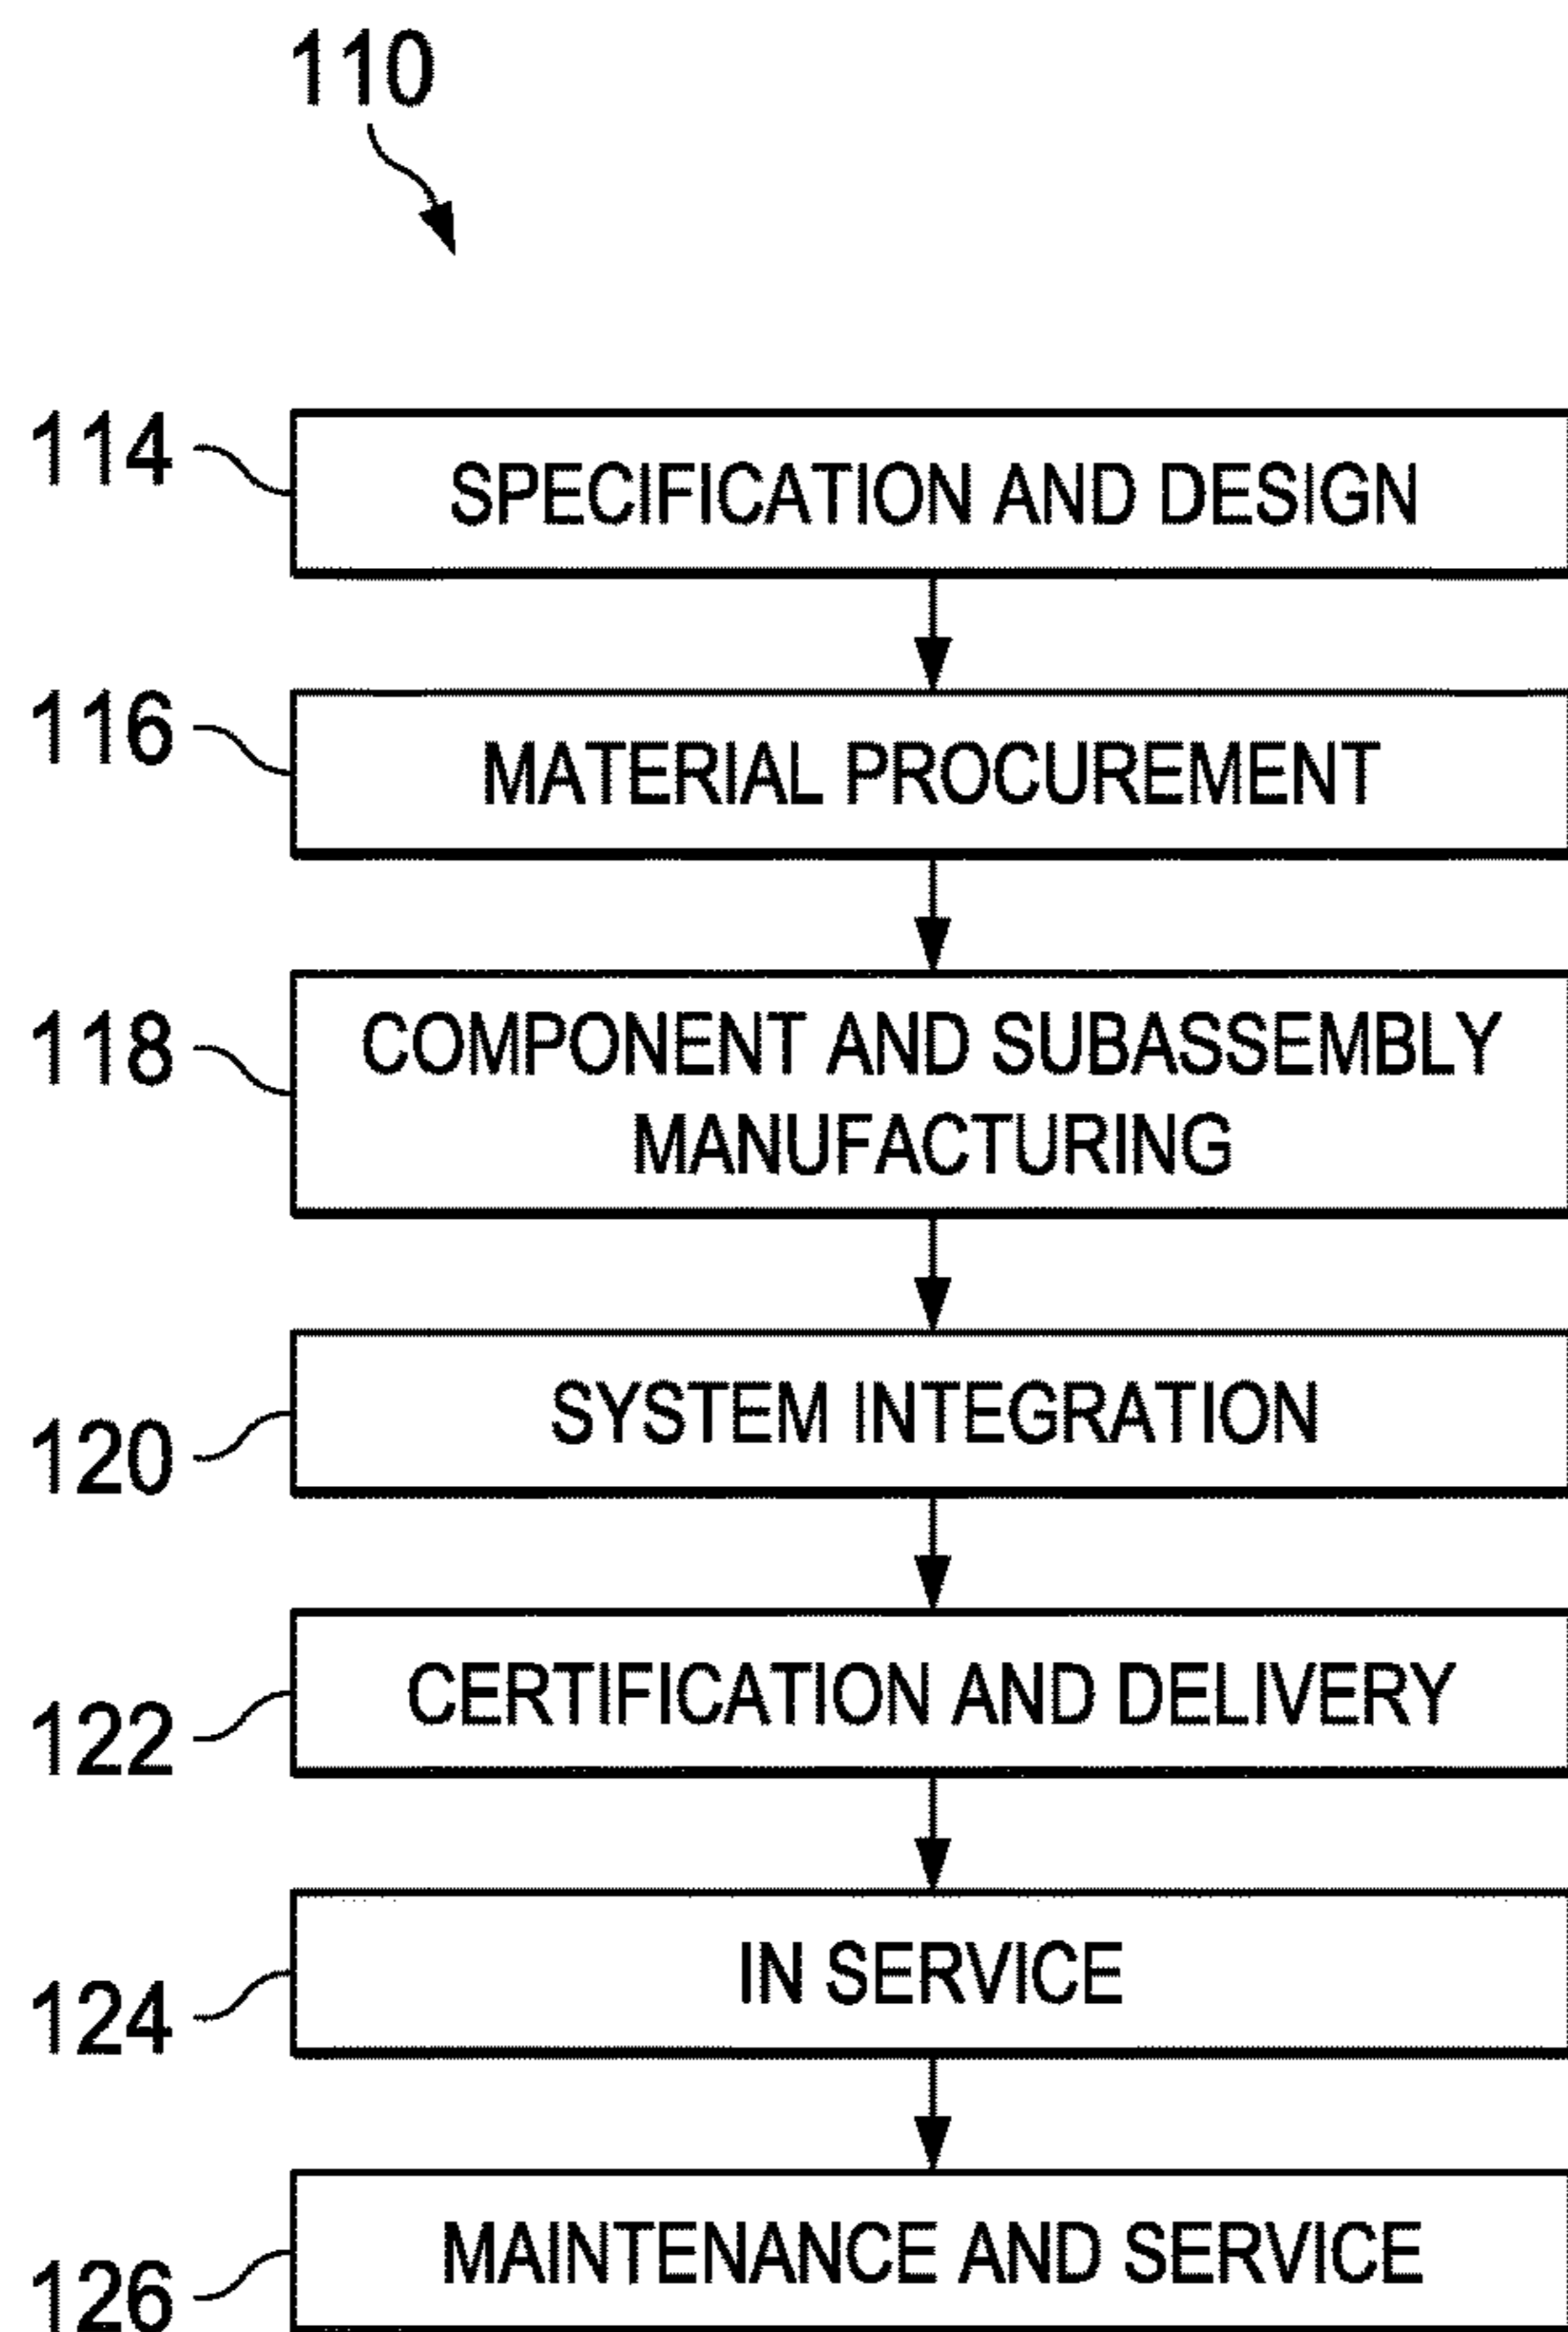 110
114
SPECIFICATION AND DESIGN
116
MATERIAL PROCUREMENT
118
COMPONENT AND SUBASSEMBLY
MANUFACTURING
120
SYSTEM INTEGRATION
122
CERTIFICATION AND DELIVERY
124
IN SERVICE
126
MAINTENANCE AND SERVICE